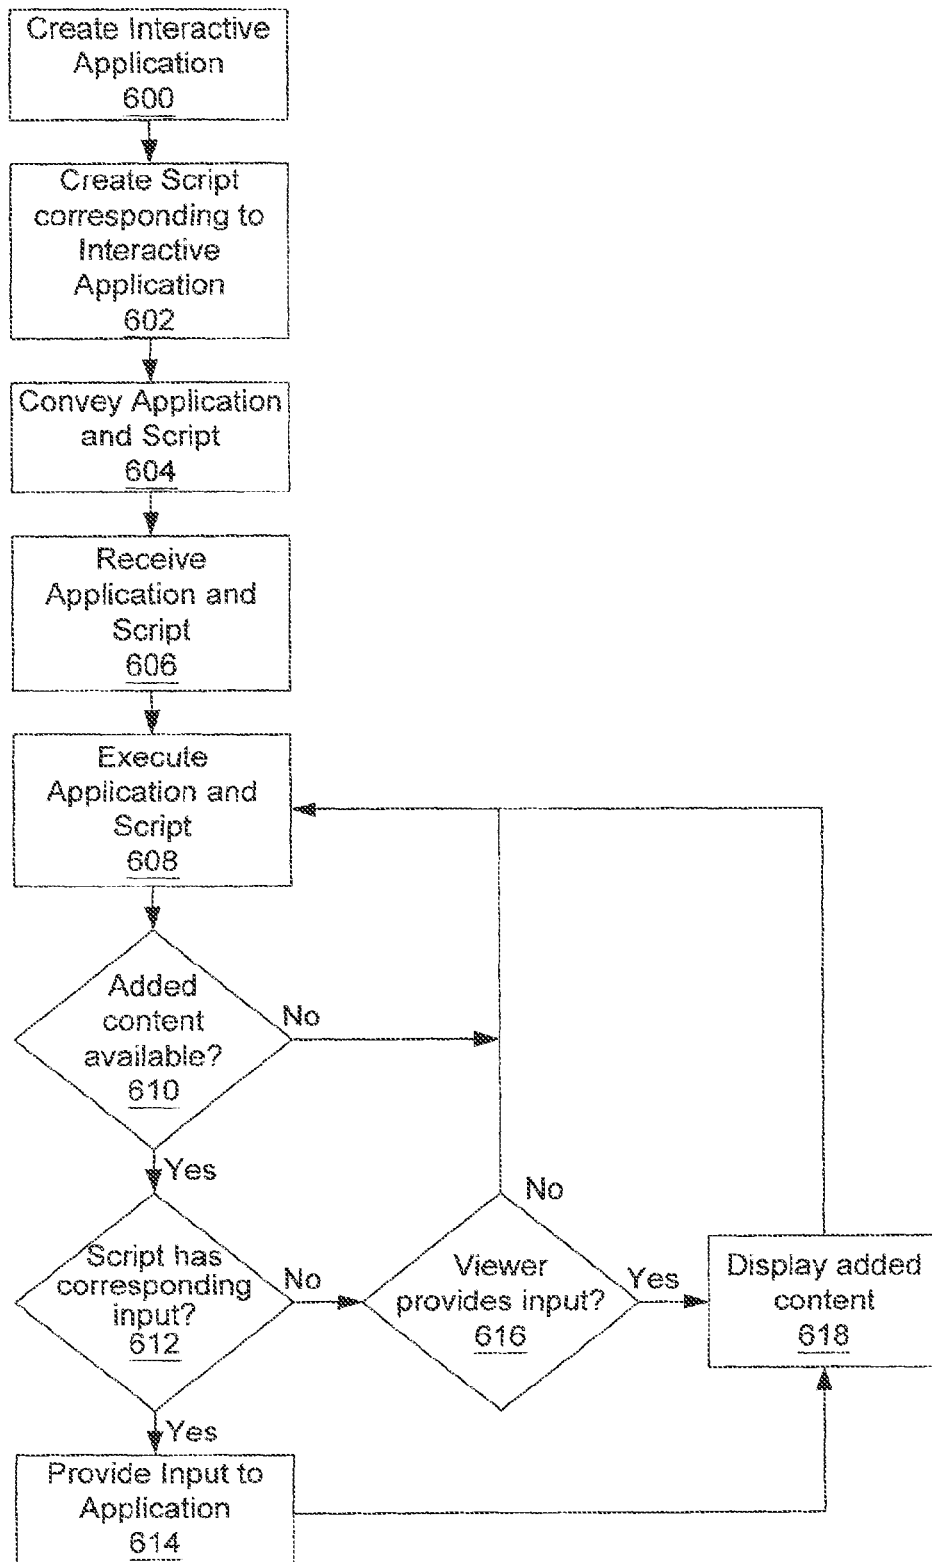 Create Interactive
Application
600
Create Script
corresponding to
Interactive
Application
602
Convey Application
and Script
604
Receive
Application and
Script
606
Execute
Application and
Script
608
Added
content
available?
610
No
Yes
Script has
corresponding
input?
612
No
Yes
Viewer
provides input?
616
No
Yes
Display added
content
618
Provide Input to
Application
614